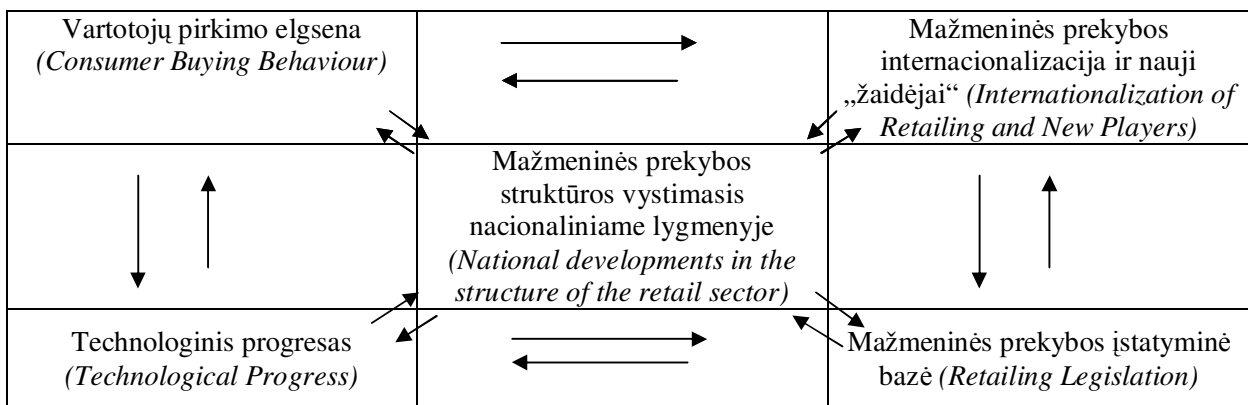 Vartotojų pirkimo elgsena
(Consumer Buying Behaviour)
Mažmeninės prekybos
internacionalizacija ir nauji
„žaidėjai“ (Internationalization of
Retailing and New Players)
Mažmeninės prekybos
struktūros vystimasis
nacionaliniame lygmenyje
(National developments in the
structure of the retail sector)
Technologinis progresas
(Technological Progress)
Mažmeninės prekybos įstatyminė
bazė (Retailing Legislation)